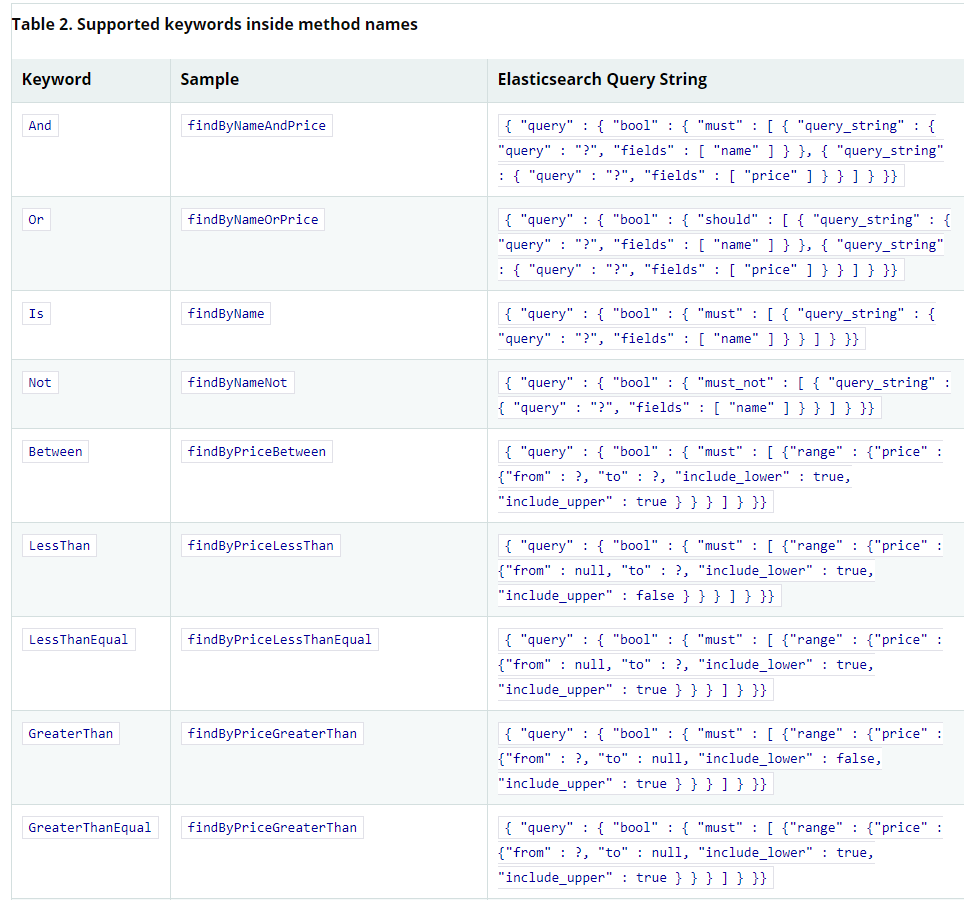 Table 2. Supported keywords inside method names
Keyword Sample Elasticsearch Query String
And findByNameAndPrice { "query" : { "bool" : { "must" : [ { "query_string" : {
"query" : "?", "fields" : [ "name" ] } }, { "query_string"
: { "query" : "?", "fields" : [ "price" ] } } ] } }}
Or findByNameOrPrice { "query" : { "bool" : { "should" : [ { "query_string" : {
"query" : "?", "fields" : [ "name" ] } }, { "query_string"
: { "query" : "?", "fields" : [ "price" ] } } ] } }}
Is findByName { "query" : { "bool" : { "must" : [ { "query_string" : {
"query" : "?", "fields" : [ "name" ] } } ] } }}
Not findByNameNot { "query" : { "bool" : { "must_not" : [ { "query_string" :
{ "query" : "?", "fields" : [ "name" ] } } ] } }}
Between findByPriceBetween { "query" : { "bool" : { "must" : [ {"range" : {"price" :
{"from" : ?, "to" : ?, "include_lower" : true,
"include_upper" : true } } } ] } }}
LessThan findByPriceLessThan { "query" : { "bool" : { "must" : [ {"range" : {"price" :
{"from" : null, "to" : ?, "include_lower" : true,
"include_upper" : false } } } ] } }}
LessThanEqual findByPriceLessThanEqual { "query" : { "bool" : { "must" : [ {"range" : {"price" :
{"from" : null, "to" : ?, "include_lower" : true,
"include_upper" : true } } } ] } }}
GreaterThan findByPriceGreaterThan { "query" : { "bool" : { "must" : [ {"range" : {"price" :
{"from" : ?, "to" : null, "include_lower" : false,
"include_upper" : true } } } ] } }}
GreaterThanEqual findByPriceGreaterThan { "query" : { "bool" : { "must" : [ {"range" : {"price" :
{"from" : ?, "to" : null, "include_lower" : true,
"include_upper" : true } } } ] } }}